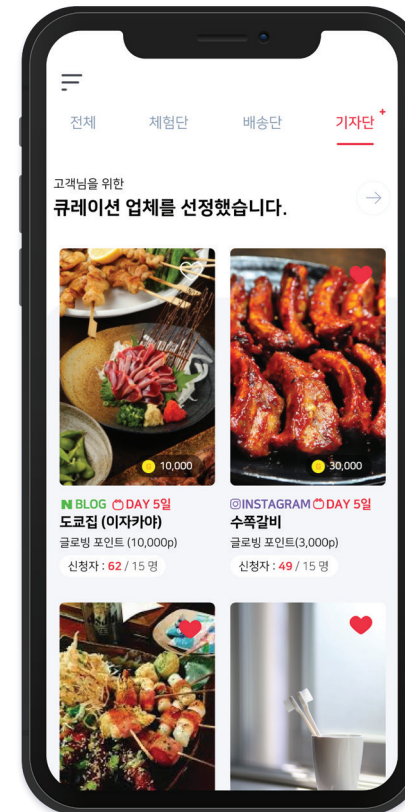 전체 체험단 배송단 기자단 +
고객님을 위한
큐레이션 업체를 선정했습니다.
10,000
30,000
N BLOG DAY 5일
도쿄집 (이자카야)
글로빙 포인트 (10,000p)
신청자 : 62 / 15 명
INSTAGRAM DAY 5일
수쪽갈비
글로빙 포인트(3,000p)
신청자 : 49 / 15 명